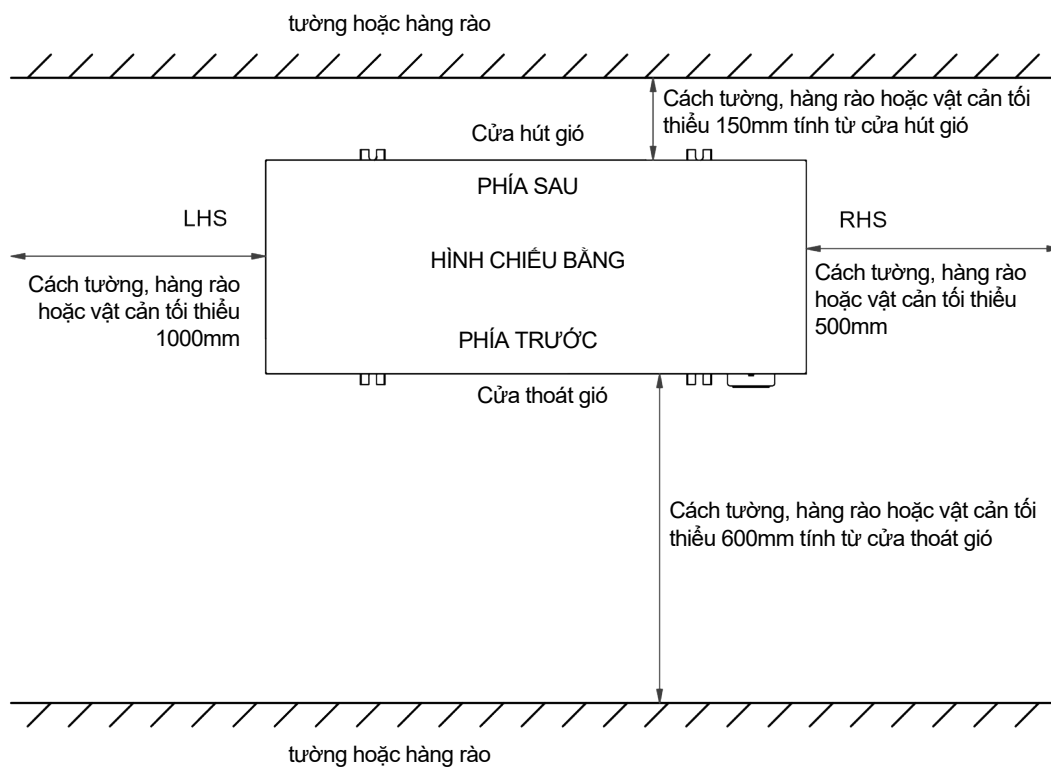 tường hoặc hàng rào
Cách tường, hàng rào hoặc vật cản tối
thiểu 150mm tính từ cửa hút gió
Cửa hút gió
PHÍA SAU
LHS
RHS
HÌNH CHIẾU BẰNG
Cách tường, hàng rào
hoặc vật cản tối thiểu
1000mm
Cách tường, hàng rào
hoặc vật cản tối thiểu
500mm
PHÍA TRƯỚC
Cửa thoát gió
Cách tường, hàng rào hoặc vật cản tối
thiểu 600mm tính từ cửa thoát gió
tường hoặc hàng rào